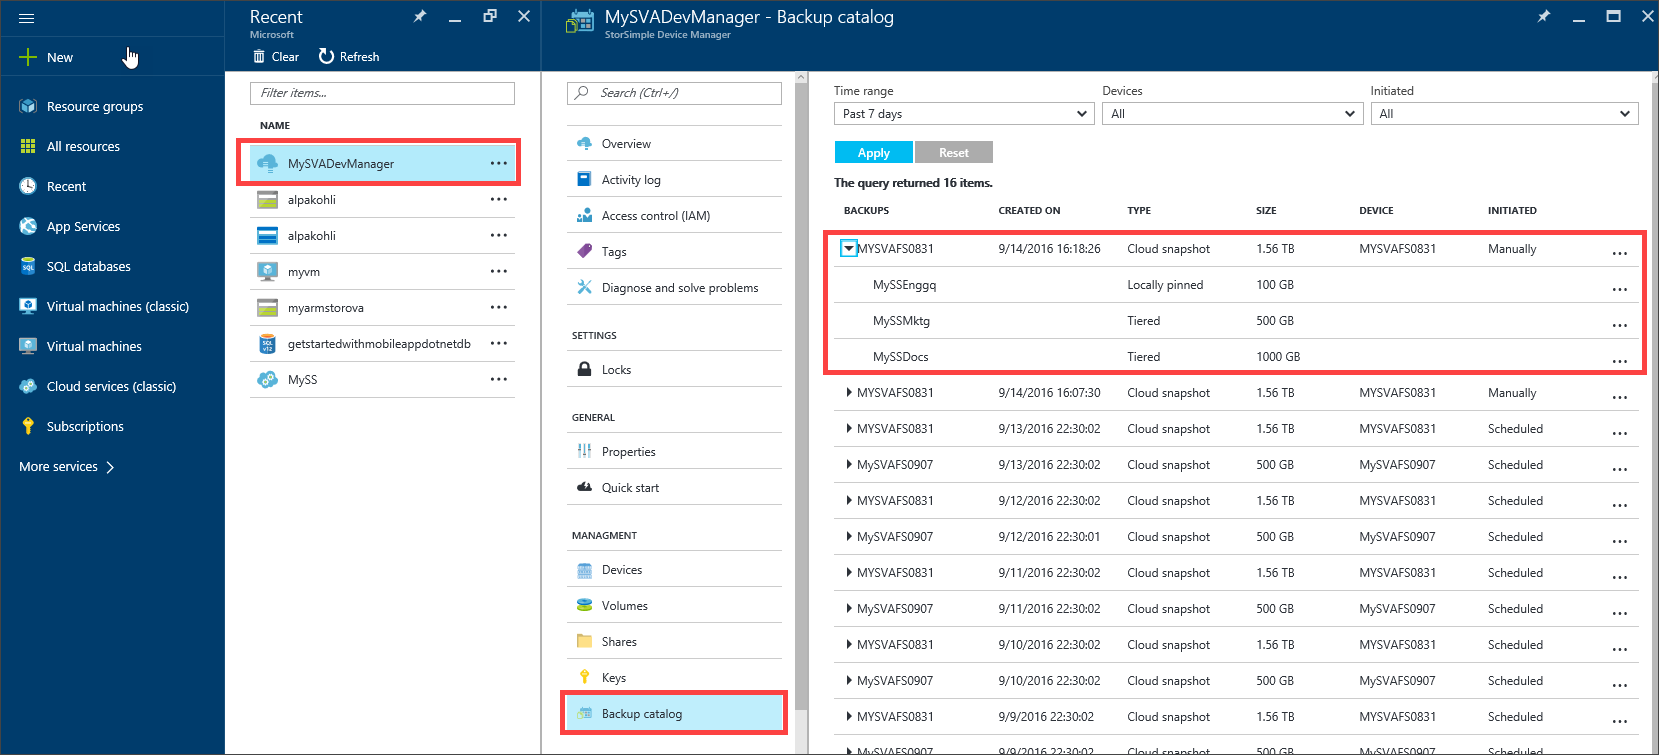 New
Resource groups
All resources
Recent
App Services
SQL databases
Virtual machines (classic)
Virtual machines
Cloud services (classic)
Subscriptions
More services
Recent
Microsoft
Clear
Refresh
Filter items...
NAME
MySVADevManager
alpakohli
alpakohli
myvm
myarmstorova
getstartedwithmobileappdotnetdb
MySS
MySVADevManager - Backup catalog
StorSimple Device Manager
Search (Ctrl+/)
Overview
Activity log
Access control (IAM)
Tags
Diagnose and solve problems
SETTINGS
Locks
GENERAL
Properties
Quick start
MANAGMENT
Devices
Volumes
Shares
Keys
Backup catalog
Time range Devices Initiated
Past 7 days All All
Apply Reset
The query returned 16 items.
BACKUPS CREATED ON TYPE SIZE DEVICE INITIATED
MYSVAFS0831 9/14/2016 16:18:26 Cloud snapshot 1.56 TB MYSVAFS0831 Manually ...
MySSEnggq Locally pinned 100 GB ...
MySSMktg Tiered 500 GB ...
MySSDocs Tiered 1000 GB ...
MYSVAFS0831 9/14/2016 16:07:30 Cloud snapshot 1.56 TB MYSVAFS0831 Manually ...
MYSVAFS0831 9/13/2016 22:30:02 Cloud snapshot 1.56 TB MYSVAFS0831 Scheduled ...
MySVAFS0907 9/13/2016 22:30:02 Cloud snapshot 500 GB MySVAFS0907 Scheduled ...
MYSVAFS0831 9/12/2016 22:30:02 Cloud snapshot 1.56 TB MYSVAFS0831 Scheduled ...
MySVAFS0907 9/12/2016 22:30:01 Cloud snapshot 500 GB MySVAFS0907 Scheduled ...
MYSVAFS0831 9/11/2016 22:30:02 Cloud snapshot 1.56 TB MYSVAFS0831 Scheduled ...
MySVAFS0907 9/11/2016 22:30:02 Cloud snapshot 500 GB MySVAFS0907 Scheduled ...
MYSVAFS0831 9/10/2016 22:30:02 Cloud snapshot 1.56 TB MYSVAFS0831 Scheduled ...
MySVAFS0907 9/10/2016 22:30:02 Cloud snapshot 500 GB MySVAFS0907 Scheduled ...
MYSVAFS0831 9/9/2016 22:30:02 Cloud snapshot 1.56 TB MYSVAFS0831 Scheduled ...
MySVAFS0907 9/9/2016 22:30:02 Cloud snapshot 500 GB MySVAFS0907 Scheduled